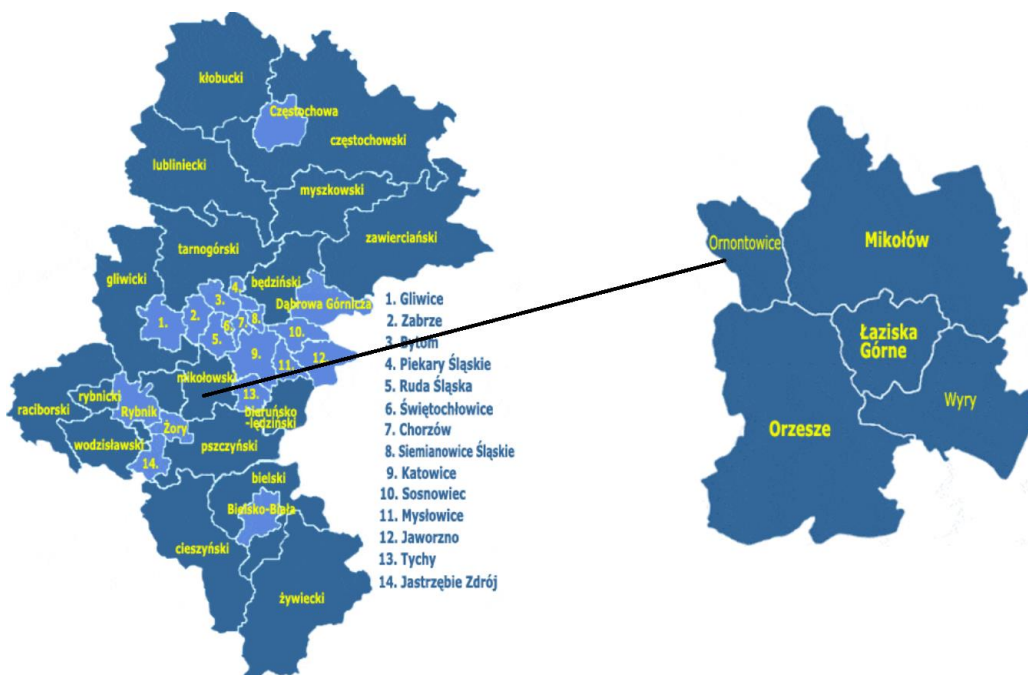 kłobucki
Częstochowa
częstochowski
lubliniecki
myszkowski
zawierciański
tarnogórski
gliwicki
będziński
Dąbrowa Górnicza
4.
3.
1.
2.
6.
7.
8.
5.
10.
9.
11.
12.
mikołowski
13.
rybnicki
raciborski
Rybnik
bieruńsko
-lędziński
Żory
wodzisławski
pszczyński
14.
bielski
Bielsko-Biała
cieszyński
żywiecki
1. Gliwice
2. Zabrze
3. Bytom
4. Piekary Śląskie
5. Ruda Śląska
6. Świętochłowice
7. Chorzów
8. Siemianowice Śląskie
9. Katowice
10. Sosnowiec
11. Mysłowice
12. Jaworzno
13. Tychy
14. Jastrzębie Zdrój
Ornontowice
Mikołów
Łaziska
Górne
Wyry
Orzesze